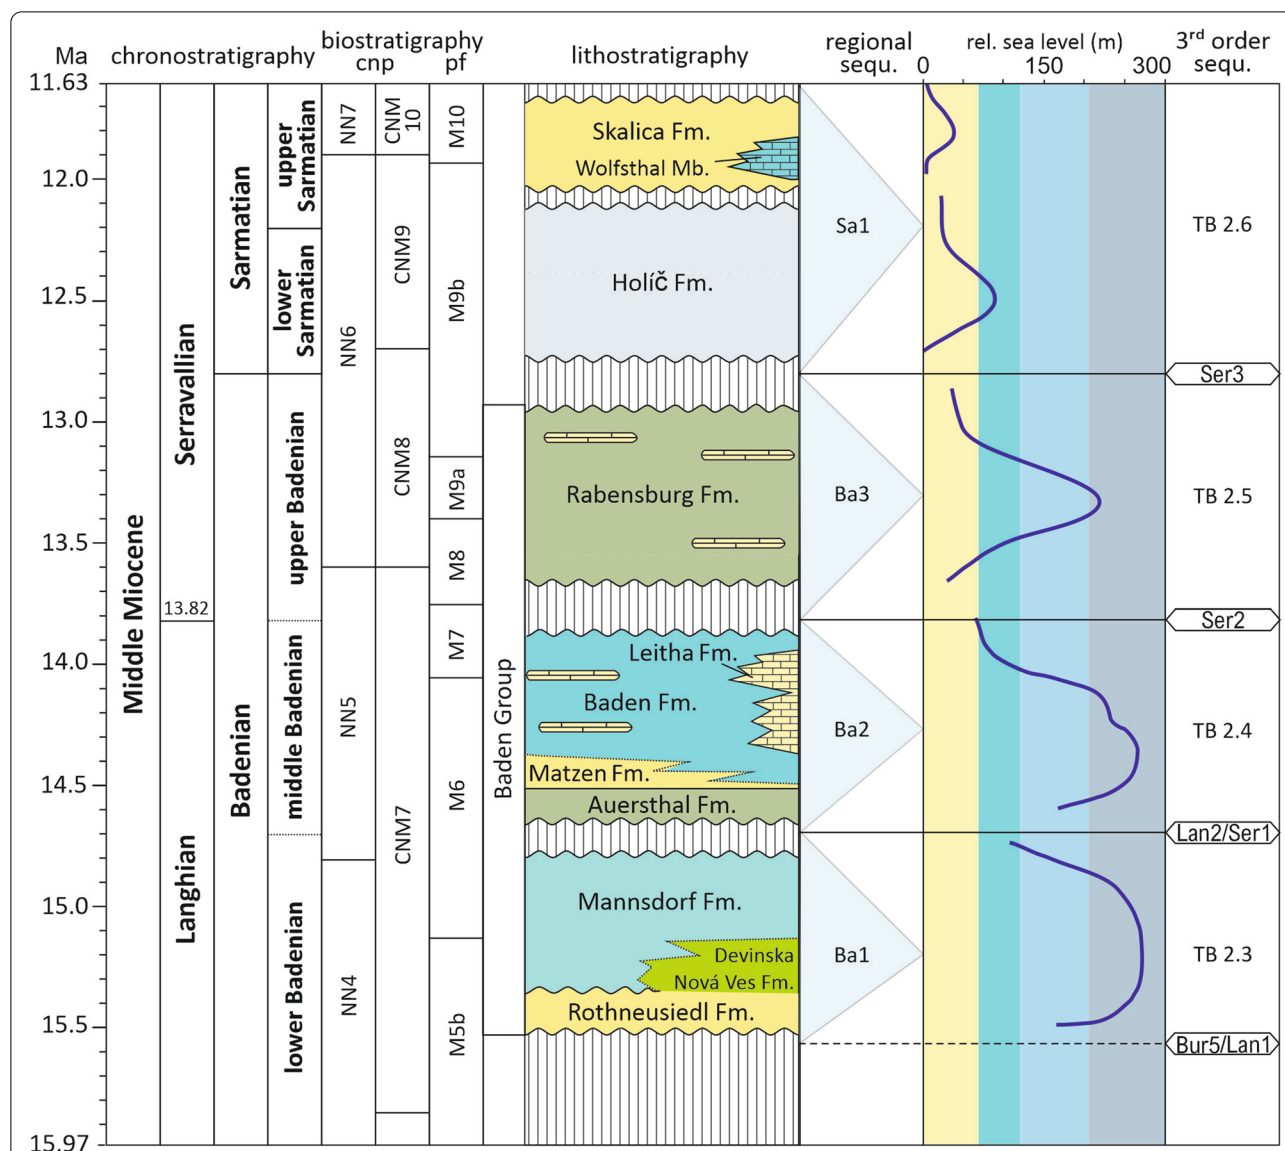 Ma
chronostratigraphy
biostratigraphy
cnp
pf
lithostratigraphy
regional
sequ.
rel. sea level (m)
0
150
300
3rd order
sequ.
11.63
12.0
12.5
13.0
13.5
14.0
14.5
15.0
15.5
15.97
Middle Miocene
Serravallian
13.82
Langhian
Sarmatian
Badenian
upper
Sarmatian
lower
Sarmatian
upper Badenian
middle Badenian
lower Badenian
NN7
NN6
NN5
NN4
CNM
10
CNM9
CNM8
CNM7
M10
M9b
M9a
M8
M7
M6
M5b
Baden Group
Skalica Fm.
Wolfsthal Mb.
Holíč Fm.
Rabensburg Fm.
Leitha Fm.
Baden Fm.
Matzen Fm.
Auersthal Fm.
Mannsdorf Fm.
Devinska
Nová Ves Fm.
Rothneusiedl Fm.
Sa1
Ba3
Ba2
Ba1
TB 2.6
Ser3
TB 2.5
Ser2
TB 2.4
Lan2/Ser1
TB 2.3
Bur5/Lan1